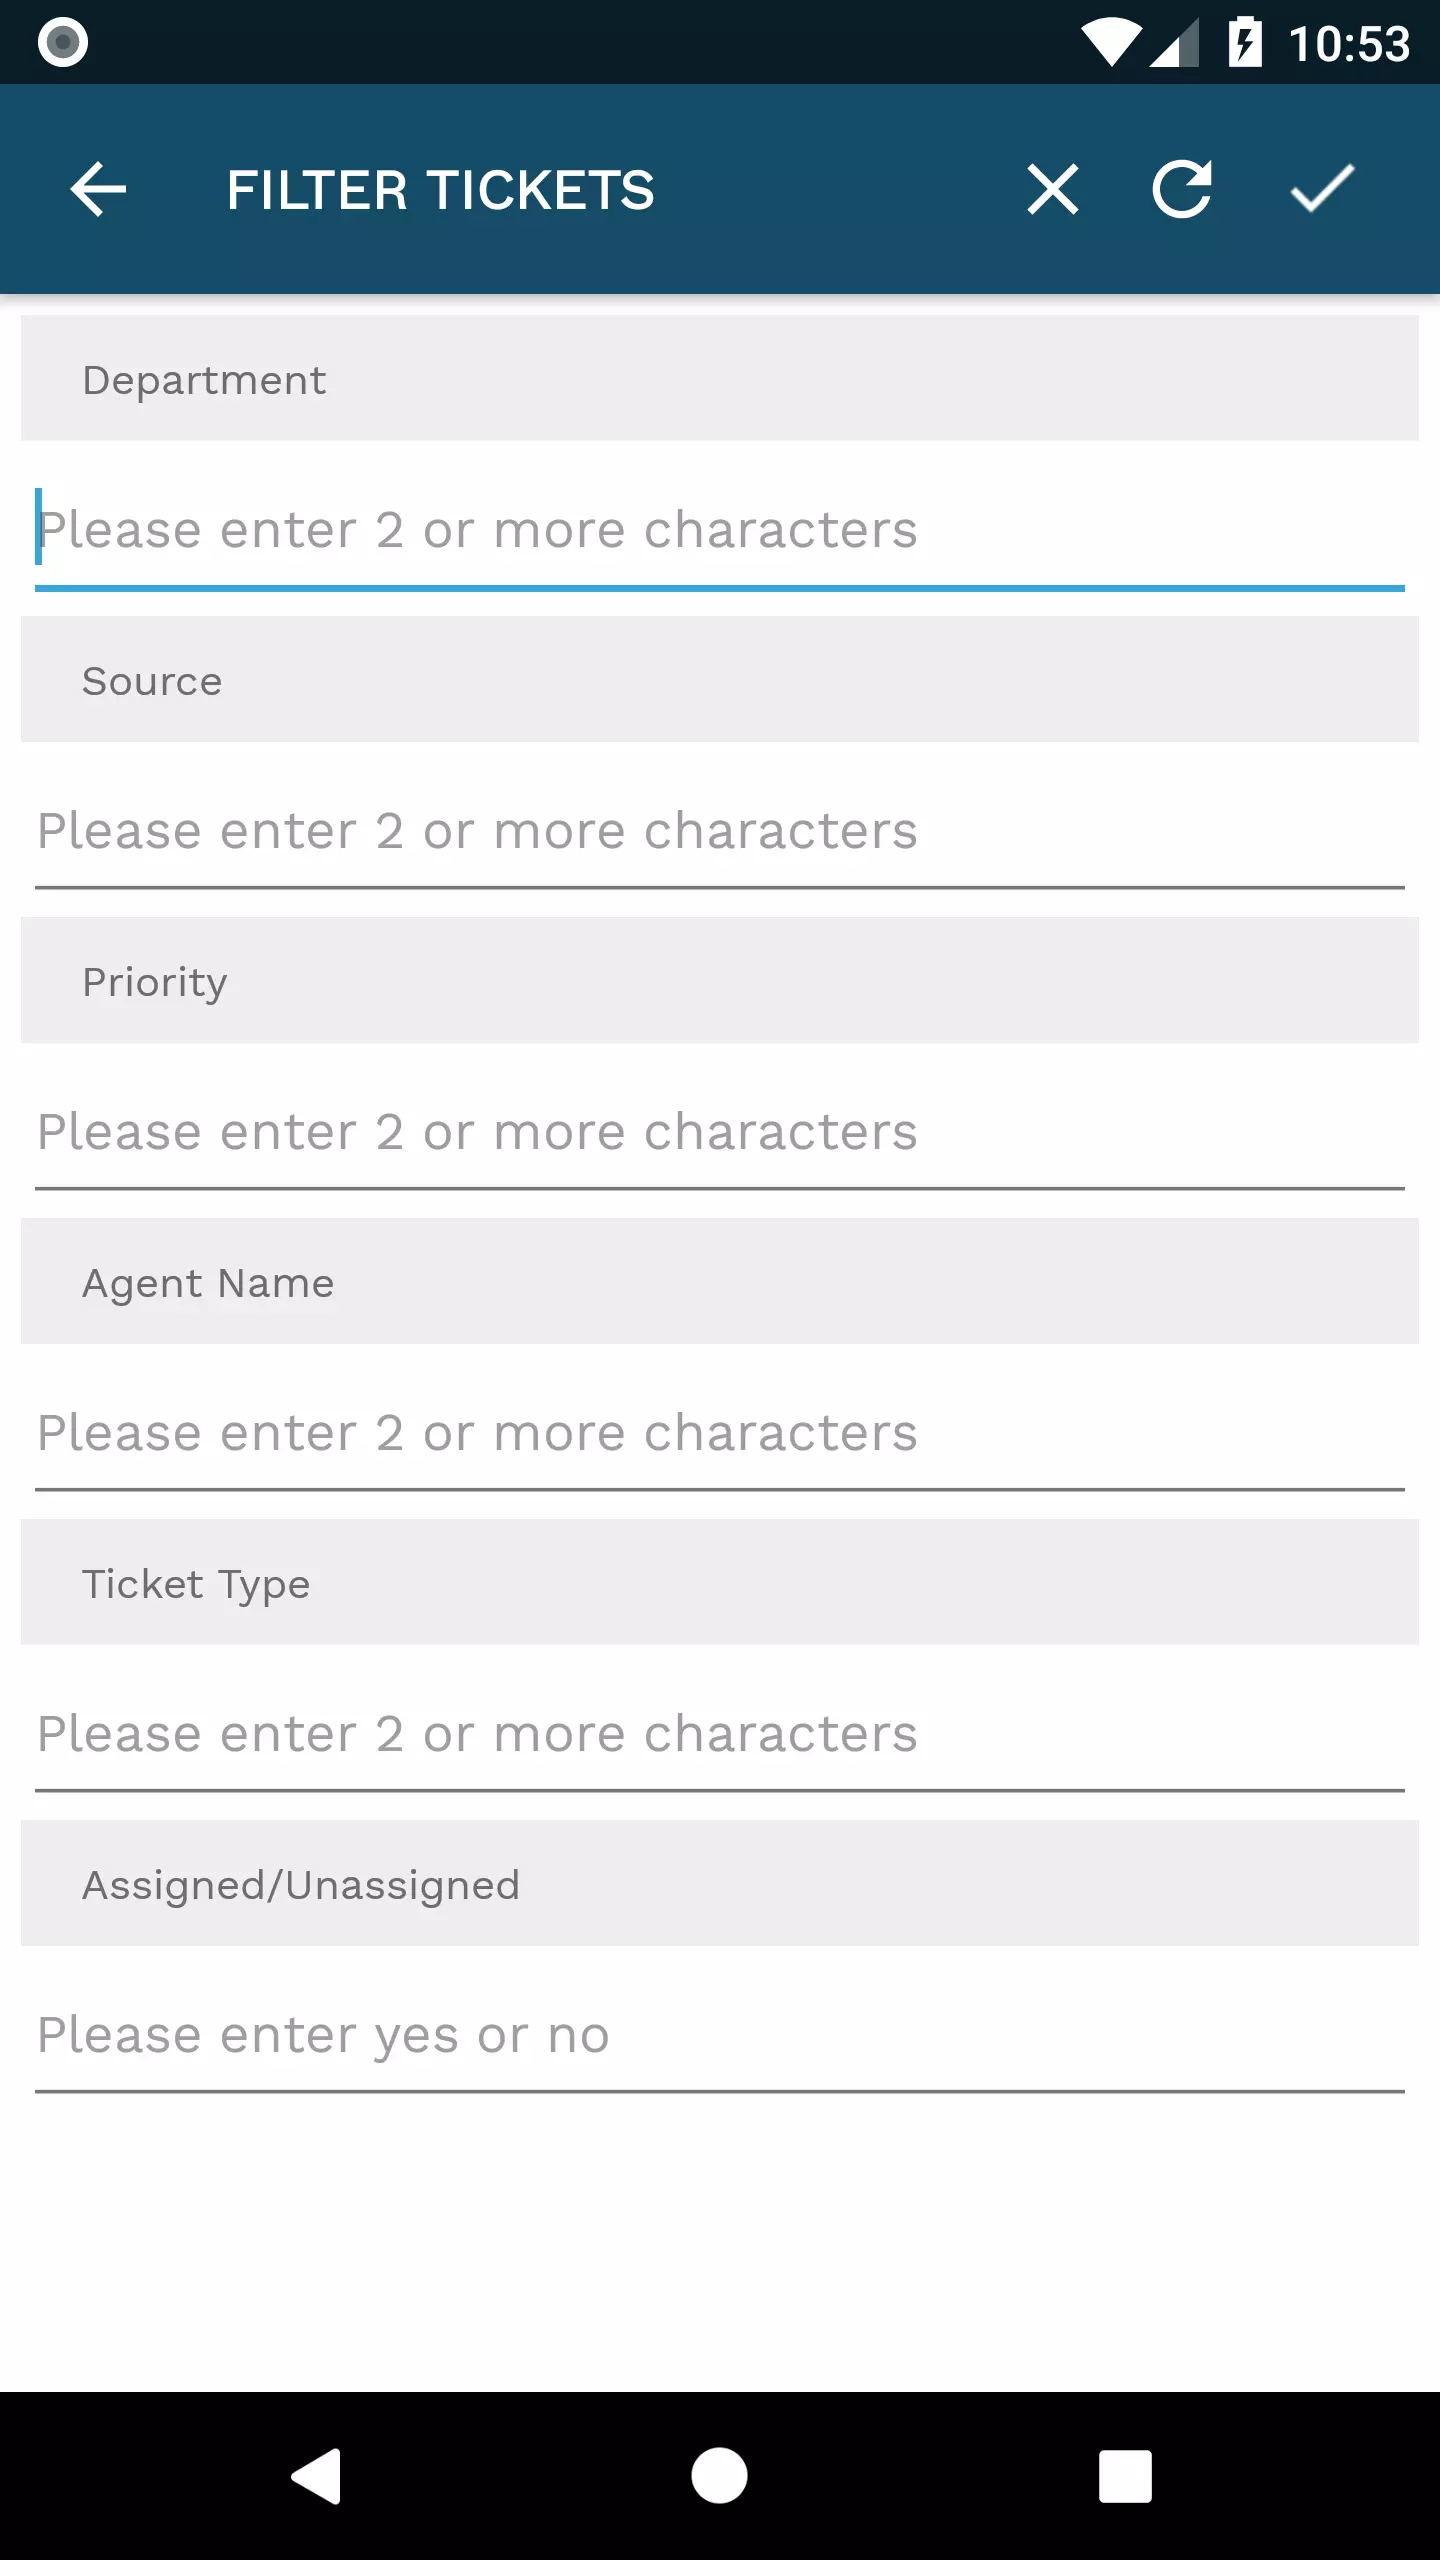 10:53
FILTER TICKETS
Department
Please enter 2 or more characters
Source
Please enter 2 or more characters
Priority
Please enter 2 or more characters
Agent Name
Please enter 2 or more characters
Ticket Type
Please enter 2 or more characters
Assigned/Unassigned
Please enter yes or no